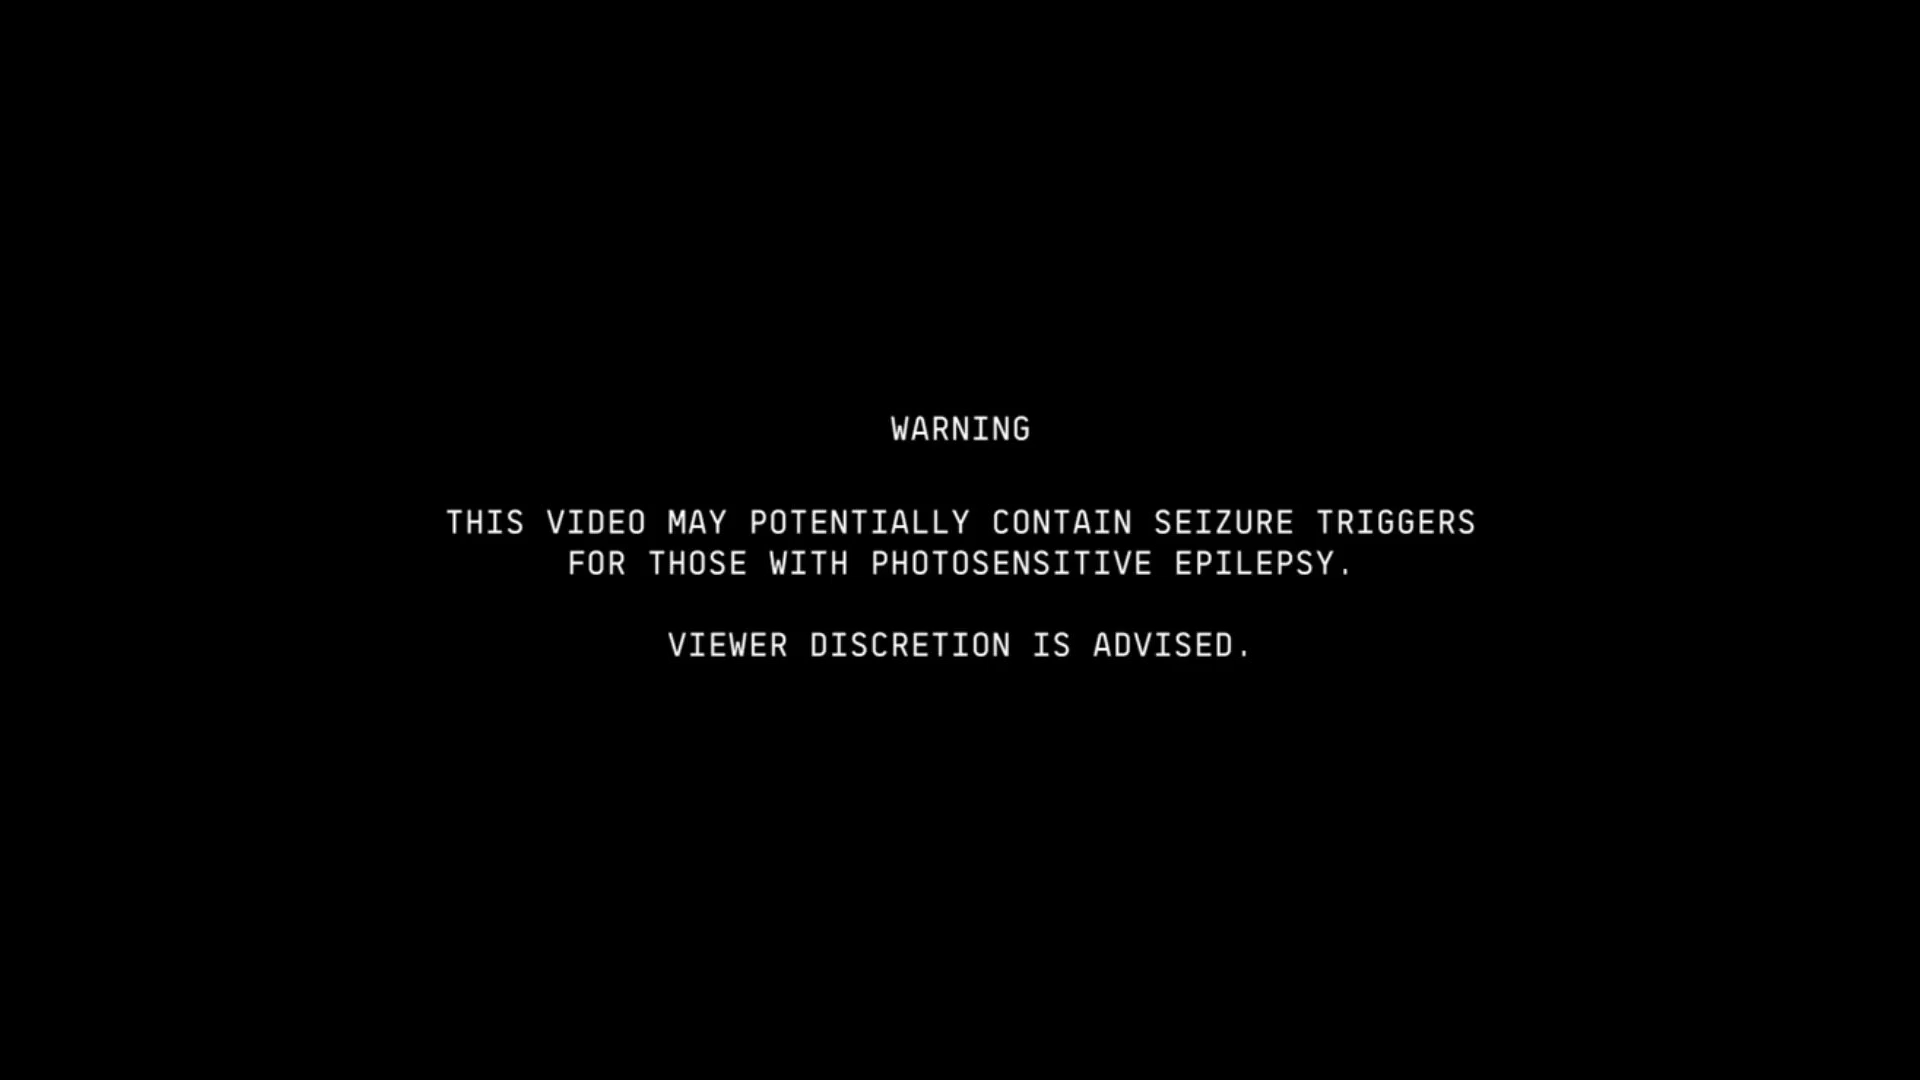 WARNING
THIS VIDEO MAY POTENTIALLY CONTAIN SEIZURE TRIGGERS
FOR THOSE WITH PHOTOSENSITIVE EPILEPSY.
VIEWER DISCRETION IS ADVISED.